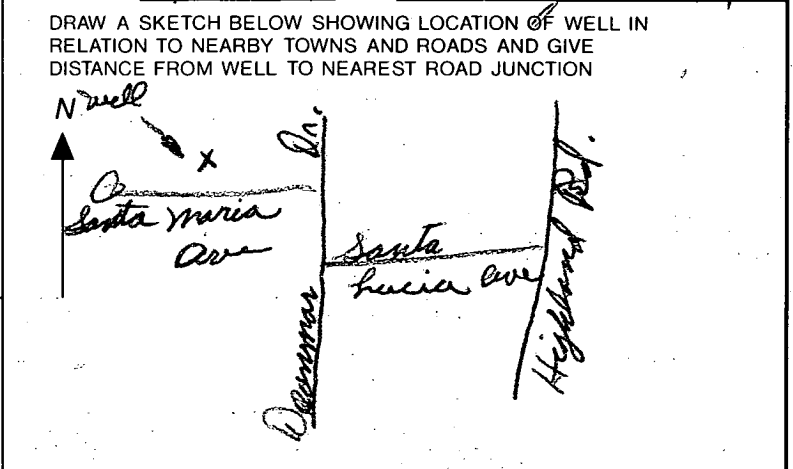 DRAW A SKETCH BELOW SHOWING LOCATION OF WELL IN
RELATION TO NEARBY TOWNS AND ROADS AND GIVE
DISTANCE FROM WELL TO NEAREST ROAD JUNCTION
N well
X
Santa Maria
Ave
Dr.
Santa
Lucia Ave
Highland Rd.